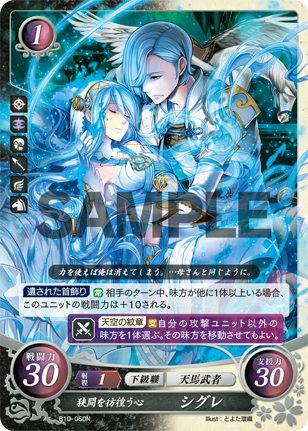 1
SAMPLE
力を使えば俺は消えてしまう。…母さんと同じように。
遺された首飾り 常 相手のターン中、味方が他に1体以上いる場合、
このユニットの戦闘力は+10される。
天空の紋章 支 自分の攻撃ユニット以外の
味方を1体選ぶ。その味方を移動させてもよい。
戦闘力
30
射程 1 下級職 天馬武者
支援力
30
狭間を彷徨う心 シグレ
B10-060N
Illust:とよた瑣織